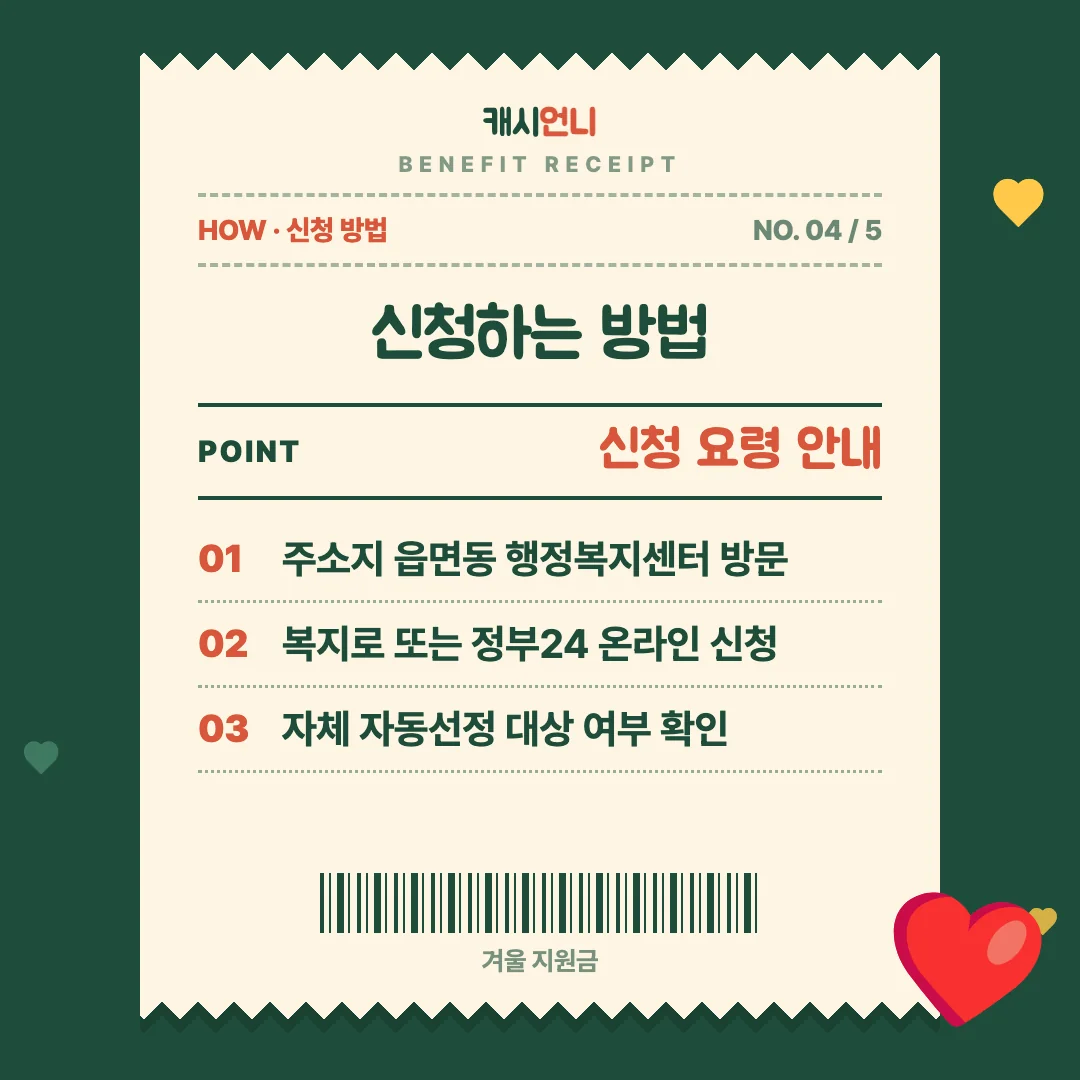 캐시언니
BENEFIT RECEIPT
HOW · 신청 방법
NO. 04 / 5
신청하는 방법
POINT
신청 요령 안내
01 주소지 읍면동 행정복지센터 방문
02 복지로 또는 정부24 온라인 신청
03 자체 자동선정 대상 여부 확인
겨울 지원금